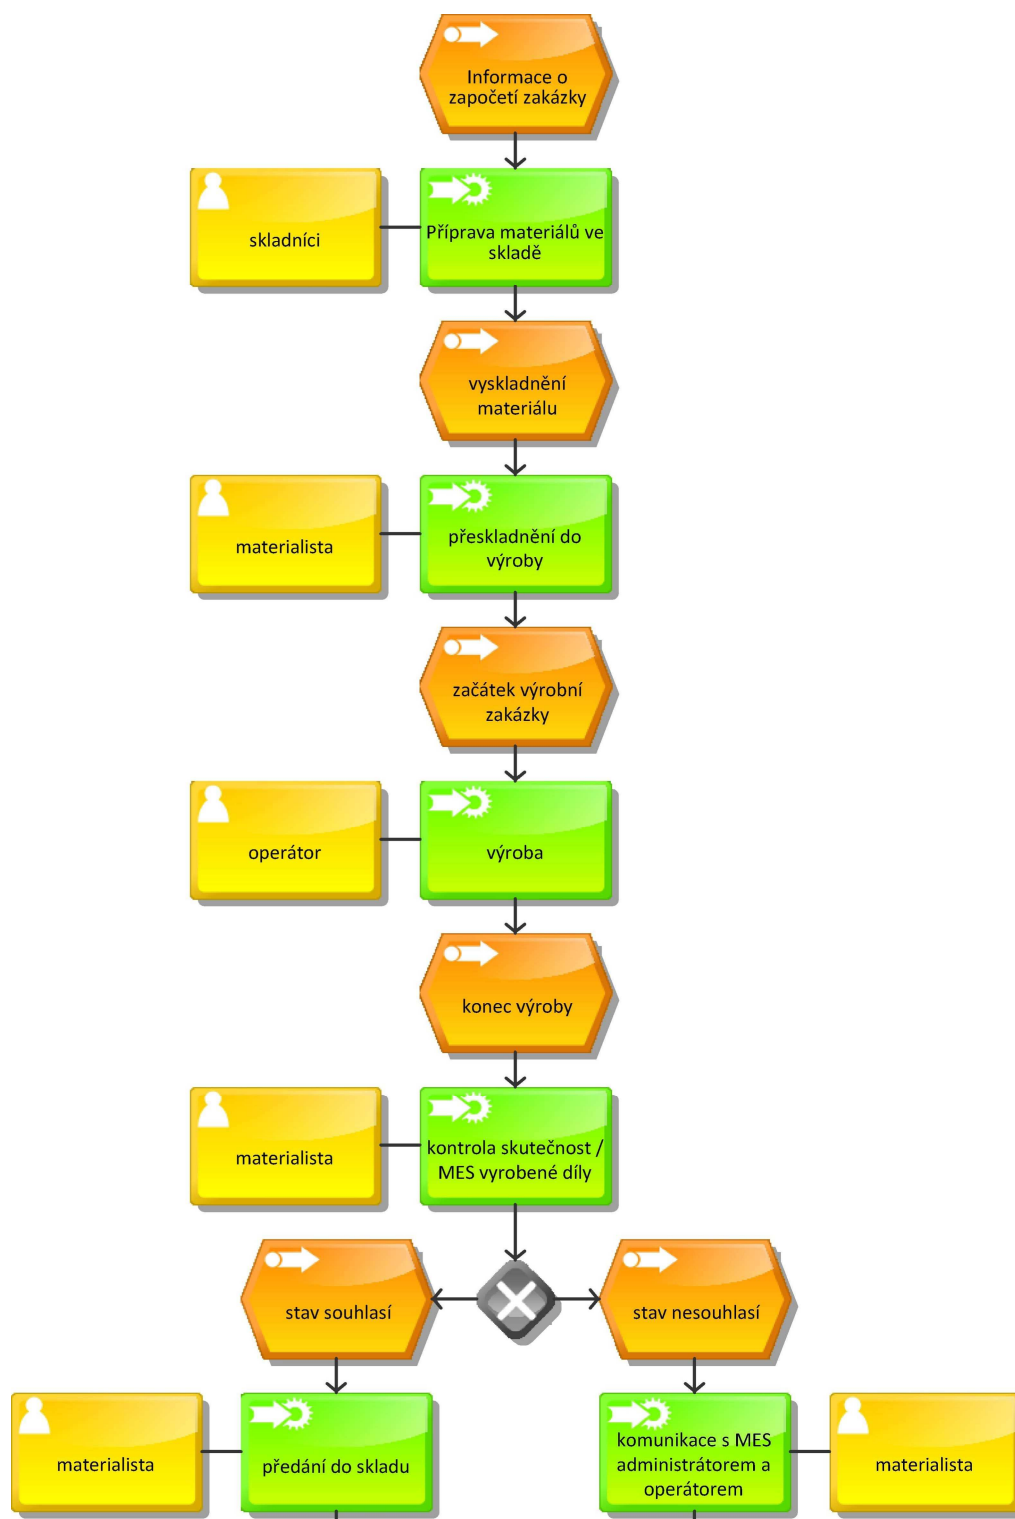 Informace o
započetí zakázky
skladníci
Příprava materiálů ve
skladě
vyskladnění
materiálu
materialista
přeskladnění do
výroby
začátek výrobní
zakázky
operátor
výroba
konec výroby
materialista
kontrola skutečnost /
MES vyrobené díly
stav souhlasí
stav nesouhlasí
materialista
předání do skladu
komunikace s MES
administrátorem a
operátorem
materialista